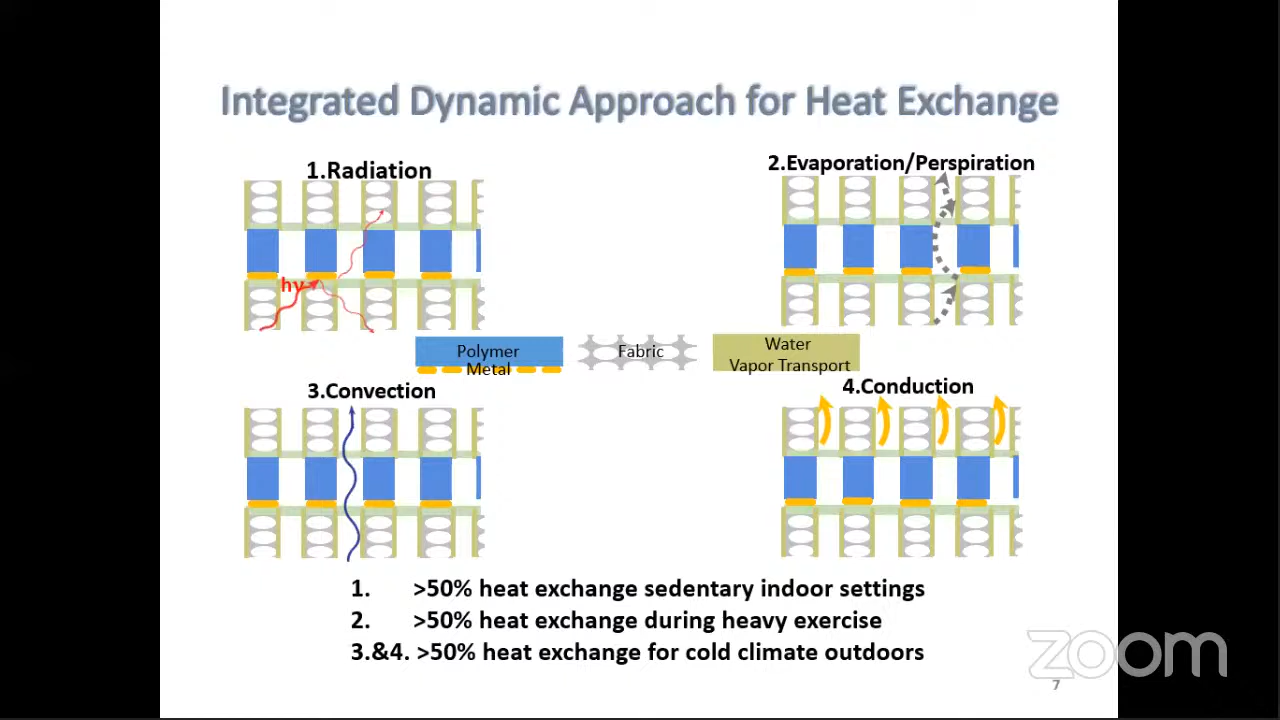 Integrated Dynamic Approach for Heat Exchange
1.Radiation
2.Evaporation/Perspiration
hγ
Polymer
Metal
Fabric
Water
Vapor Transport
3.Convection
4.Conduction
1. >50% heat exchange sedentary indoor settings
2. >50% heat exchange during heavy exercise
3.&4. >50% heat exchange for cold climate outdoors
zoom
7